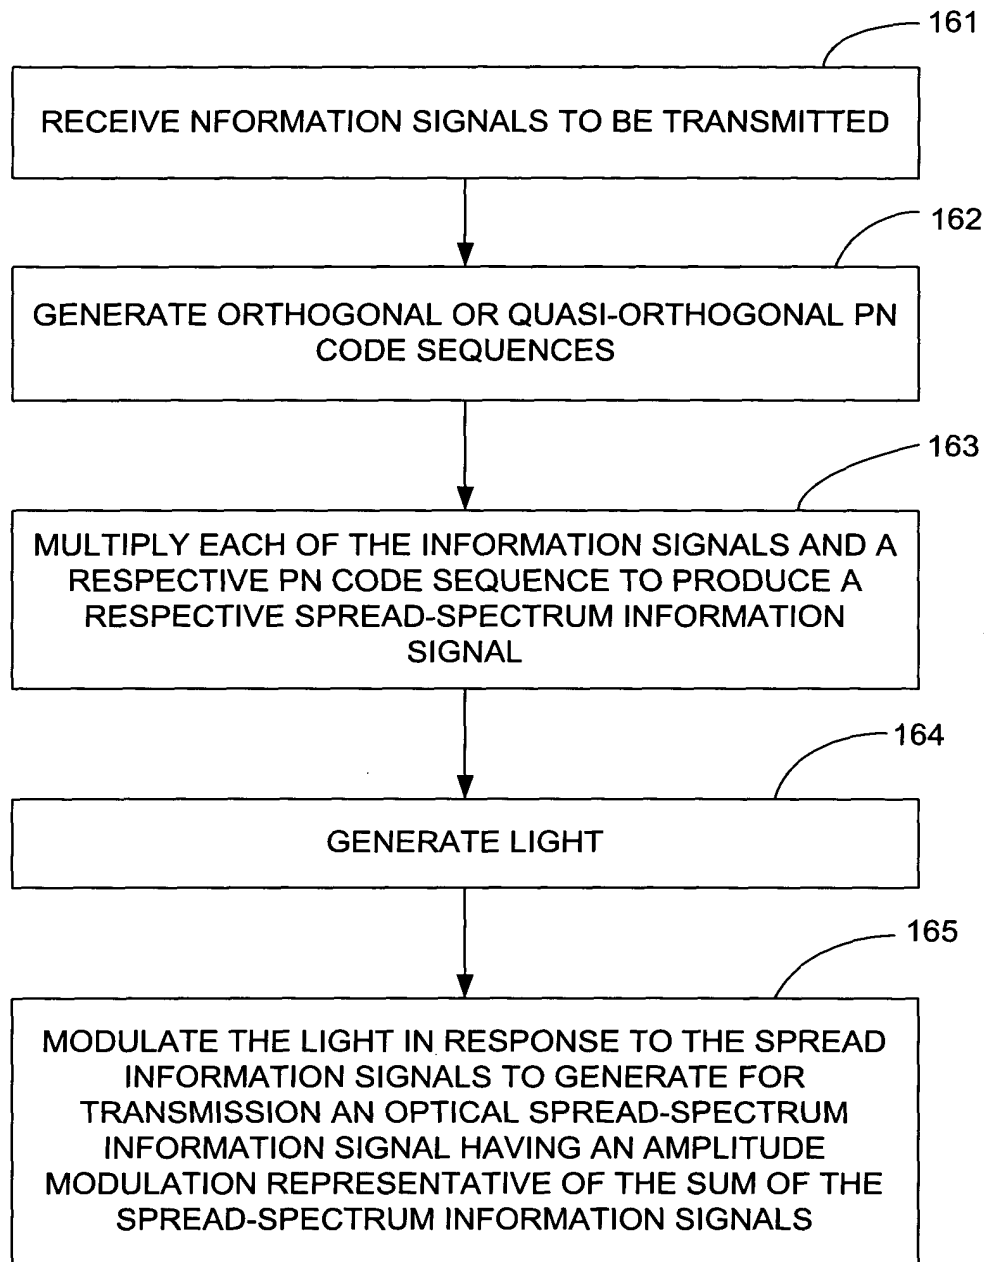 161
RECEIVE NFORMATION SIGNALS TO BE TRANSMITTED
162
GENERATE ORTHOGONAL OR QUASI-ORTHOGONAL PN
CODE SEQUENCES
163
MULTIPLY EACH OF THE INFORMATION SIGNALS AND A
RESPECTIVE PN CODE SEQUENCE TO PRODUCE A
RESPECTIVE SPREAD-SPECTRUM INFORMATION
SIGNAL
164
GENERATE LIGHT
165
MODULATE THE LIGHT IN RESPONSE TO THE SPREAD
INFORMATION SIGNALS TO GENERATE FOR
TRANSMISSION AN OPTICAL SPREAD-SPECTRUM
INFORMATION SIGNAL HAVING AN AMPLITUDE
MODULATION REPRESENTATIVE OF THE SUM OF THE
SPREAD-SPECTRUM INFORMATION SIGNALS